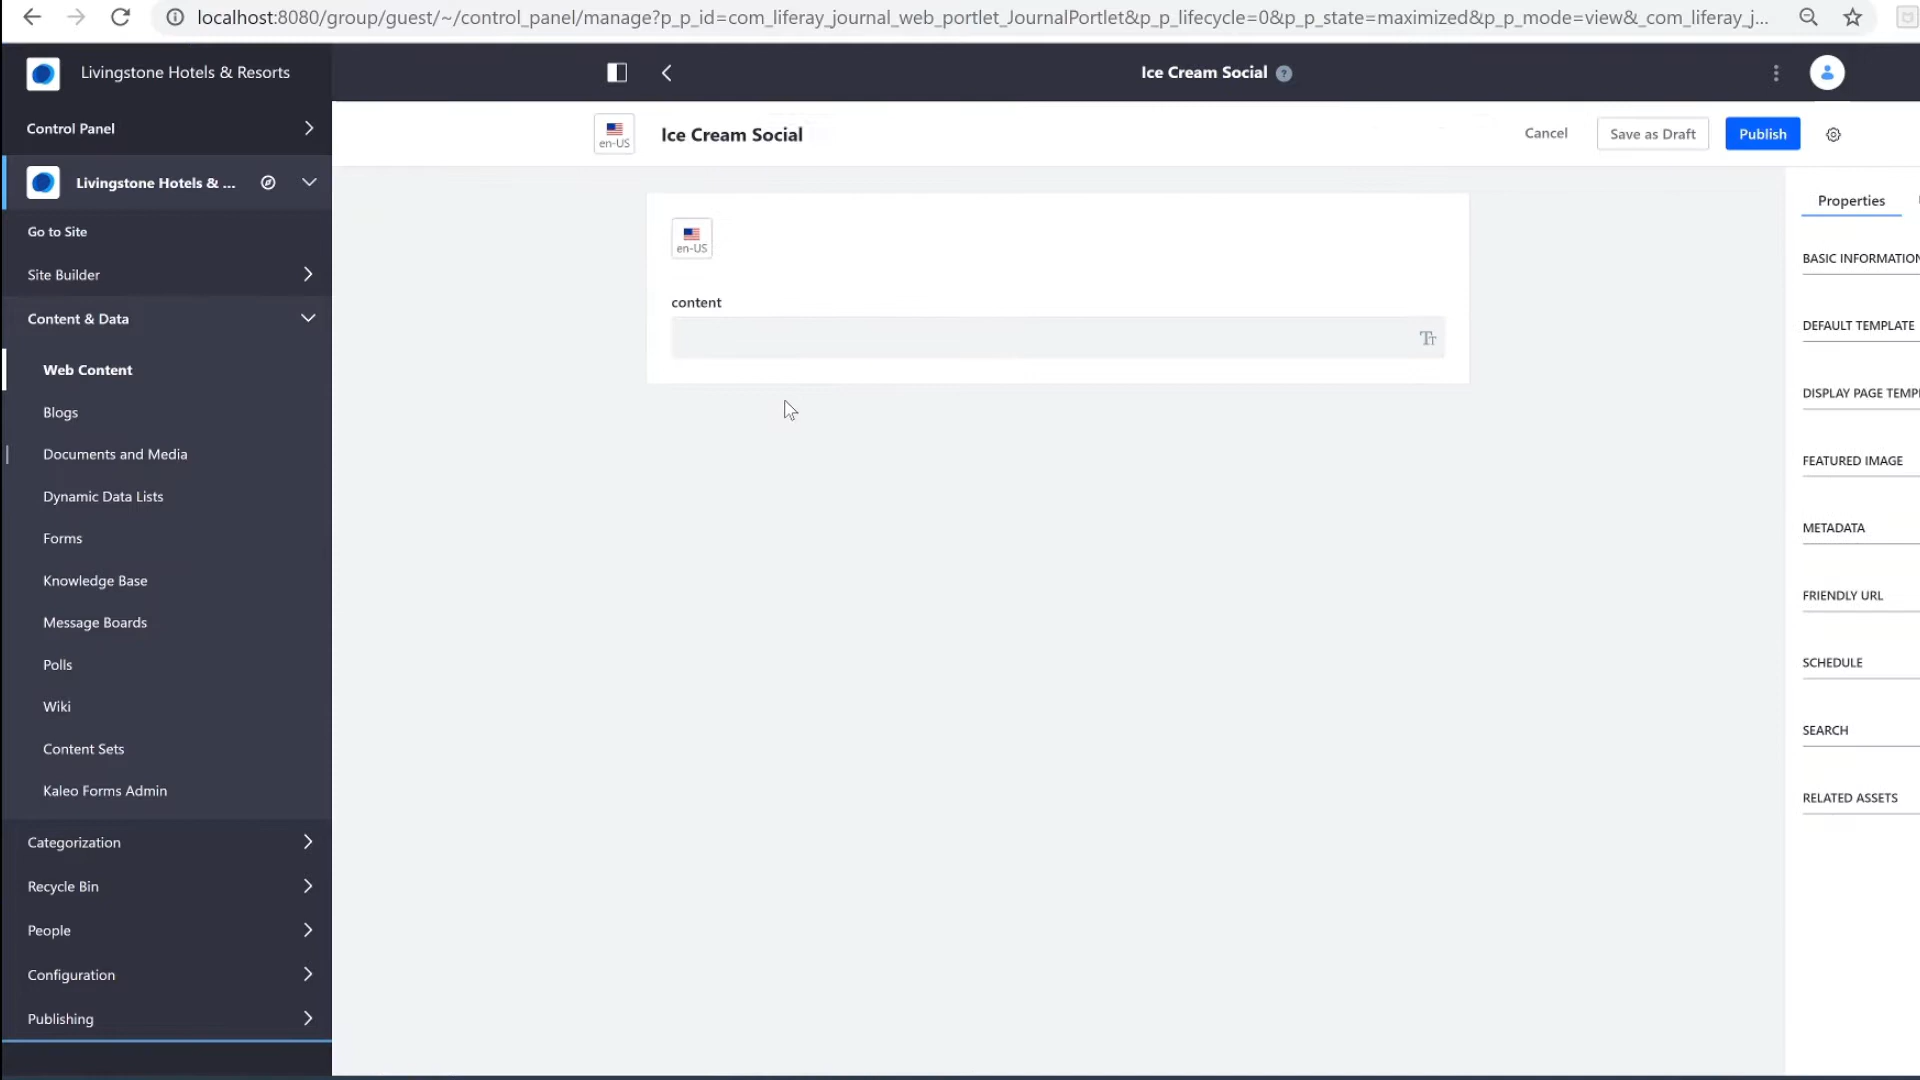 localhost:8080/group/guest/~/control_panel/manage?p_p_id=com_liferay_journal_web_portlet_JournalPortlet&p_p_lifecycle=0&p_p_state=maximized&p_p_mode=view&_com_liferay_j...
Livingstone Hotels & Resorts
Ice Cream Social
Control Panel
en-US
Ice Cream Social
Cancel
Save as Draft
Publish
Livingstone Hotels & ...
Go to Site
Site Builder
Content & Data
Web Content
Blogs
Documents and Media
Dynamic Data Lists
Forms
Knowledge Base
Message Boards
Polls
Wiki
Content Sets
Kaleo Forms Admin
Categorization
Recycle Bin
People
Configuration
Publishing
en-US
content
Properties
BASIC INFORMATION
DEFAULT TEMPLATE
DISPLAY PAGE TEMPL
FEATURED IMAGE
METADATA
FRIENDLY URL
SCHEDULE
SEARCH
RELATED ASSETS